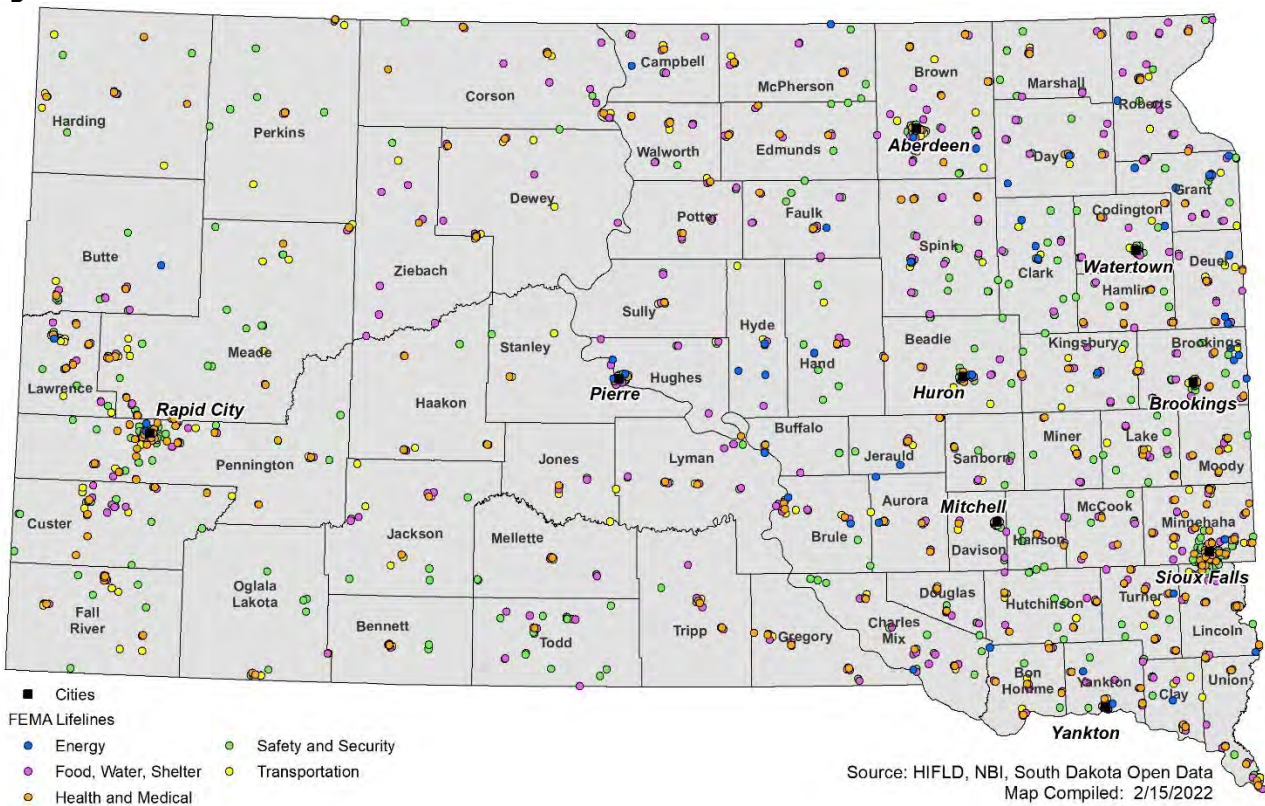 Campbell
McPherson
Brown
Marshall
Roberts
Harding
Perkins
Corson
Walworth
Edmunds
Aberdeen
Day
Grant
Dewey
Potter
Faulk
Spink
Codington
Clark
Watertown
Butte
Ziebach
Deuel
Hamlin
Sully
Hyde
Hand
Beadle
Kingsbury
Brookings
Meade
Stanley
Lawrence
Haakon
Pierre
Hughes
Huron
Brookings
Rapid City
Buffalo
Miner
Lake
Pennington
Jones
Lyman
Jerauld
Sanborn
Moody
Custer
Jackson
Mellette
Brule
Aurora
Mitchell
McCook
Minnehaha
Davison
Hanson
Sioux Falls
Oglala
Lakota
Fall
River
Bennett
Todd
Tripp
Gregory
Charles
Mix
Douglas
Hutchinson
Turner
Lincoln
Bon
Homme
Yankton
Clay
Union
Yankton
Cities
FEMA Lifelines
Energy
Safety and Security
Food, Water, Shelter
Transportation
Health and Medical
Source: HIFLD, NBI, South Dakota Open Data
Map Compiled: 2/15/2022